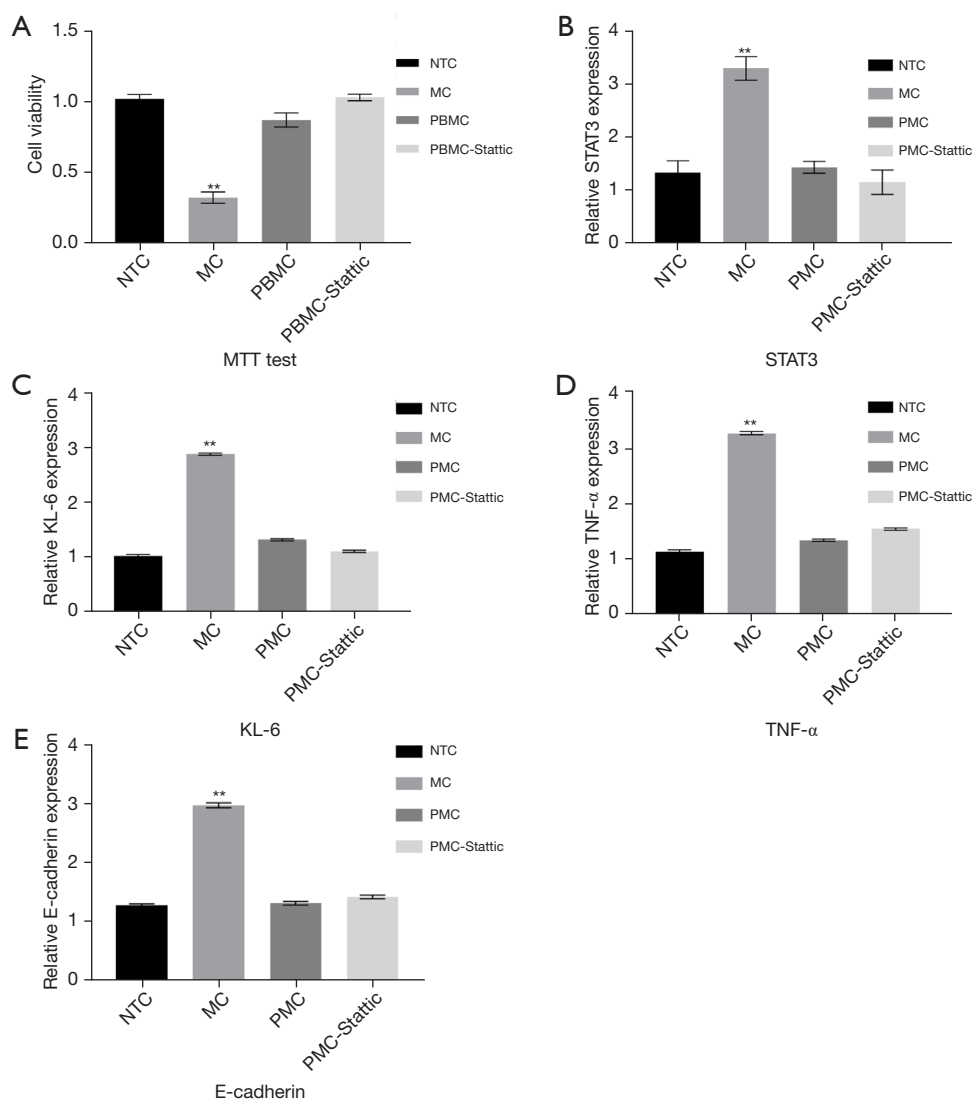 A
Cell viability
1.5
1.0
0.5
0.0
**
NTC
MC
PBMC
PBMC-Stattic
NTC
MC
PBMC
PBMC-Stattic
MTT test
B
Relative STAT3 expression
4
3
2
1
0
**
NTC
MC
PMC
PMC-Stattic
NTC
MC
PMC
PMC-Stattic
STAT3
C
Relative KL-6 expression
4
3
2
1
0
**
NTC
MC
PMC
PMC-Stattic
NTC
MC
PMC
PMC-Stattic
KL-6
D
Relative TNF-α expression
4
3
2
1
0
**
NTC
MC
PMC
PMC-Stattic
NTC
MC
PMC
PMC-Stattic
TNF-α
E
Relative E-cadherin expression
4
3
2
1
0
**
NTC
MC
PMC
PMC-Stattic
NTC
MC
PMC
PMC-Stattic
E-cadherin